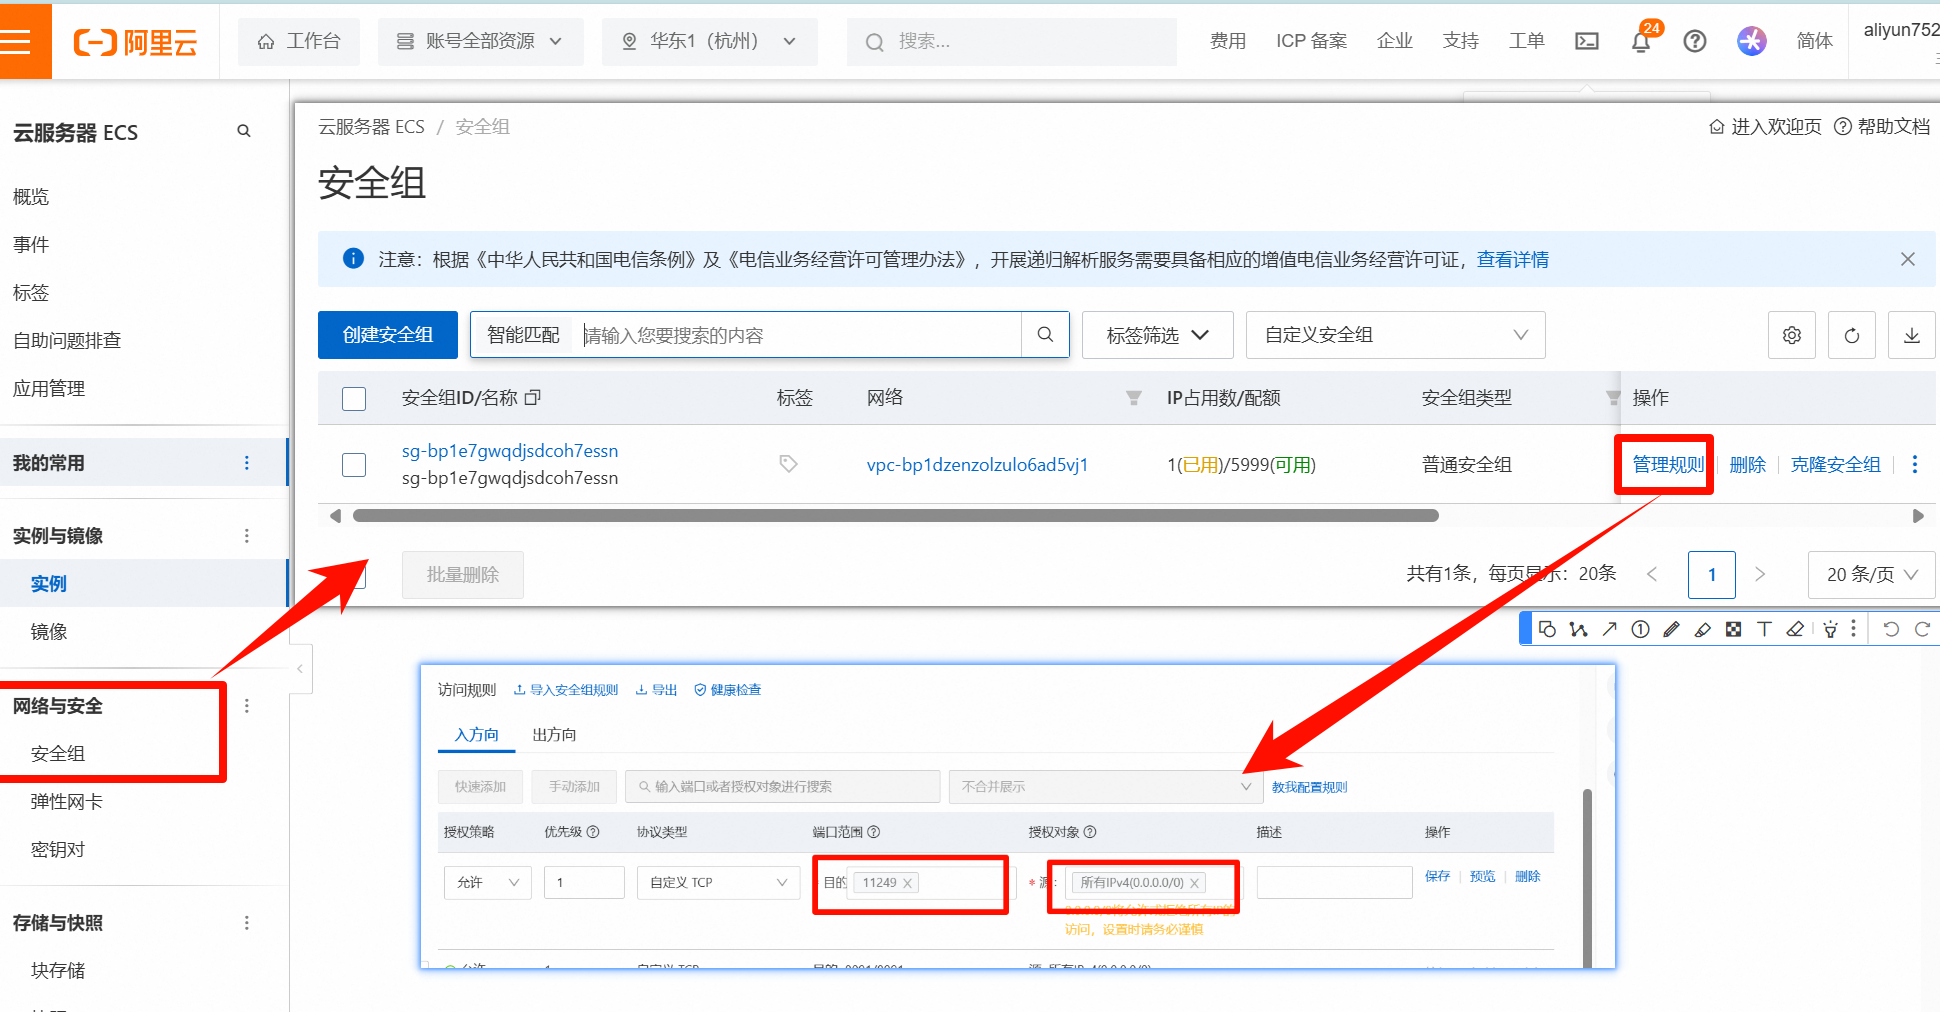 阿里云
工作台
账号全部资源
华东1（杭州）
搜索...
费用
ICP 备案
企业
支持
工单
24
简体
aliyun752
云服务器 ECS
概览
事件
标签
自助问题排查
应用管理
我的常用
实例与镜像
实例
镜像
网络与安全
安全组
弹性网卡
密钥对
存储与快照
块存储
云服务器 ECS / 安全组
进入欢迎页 帮助文档
安全组
注意：根据《中华人民共和国电信条例》及《电信业务经营许可管理办法》，开展递归解析服务需要具备相应的增值电信业务经营许可证，查看详情
创建安全组 智能匹配 请输入您要搜索的内容 标签筛选 自定义安全组
安全组ID/名称 标签 网络 IP占用数/配额 安全组类型 操作
sg-bp1e7gwqdjsdcoh7essn
sg-bp1e7gwqdjsdcoh7essn
vpc-bp1dzenzolzulo6ad5vj1 1(已用)/5999(可用) 普通安全组 管理规则 删除 克隆安全组
批量删除 共有1条，每页显示：20条 1 20 条/页
访问规则 导入安全组规则 导出 健康检查
入方向 出方向
快速添加 手动添加 输入端口或者授权对象进行搜索 不合并展示 教我配置规则
授权策略 优先级 协议类型 端口范围 授权对象 描述 操作
允许 1 自定义 TCP 目的 11249 * 源： 所有IPv4(0.0.0.0/0) 保存 预览 删除
0.0.0.0/0将允许或拒绝所有IP的
访问，设置时请务必谨慎